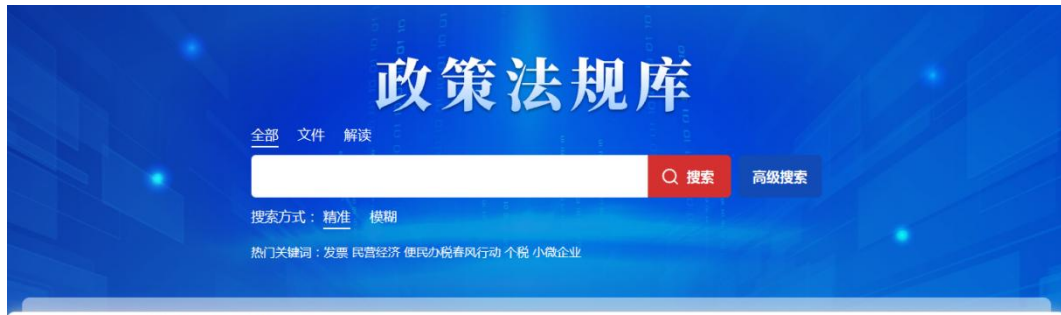 政策法规库
全部 文件 解读
搜索 高级搜索
搜索方式：精准 模糊
热门关键词：发票 民营经济 便民办税春风行动 个税 小微企业